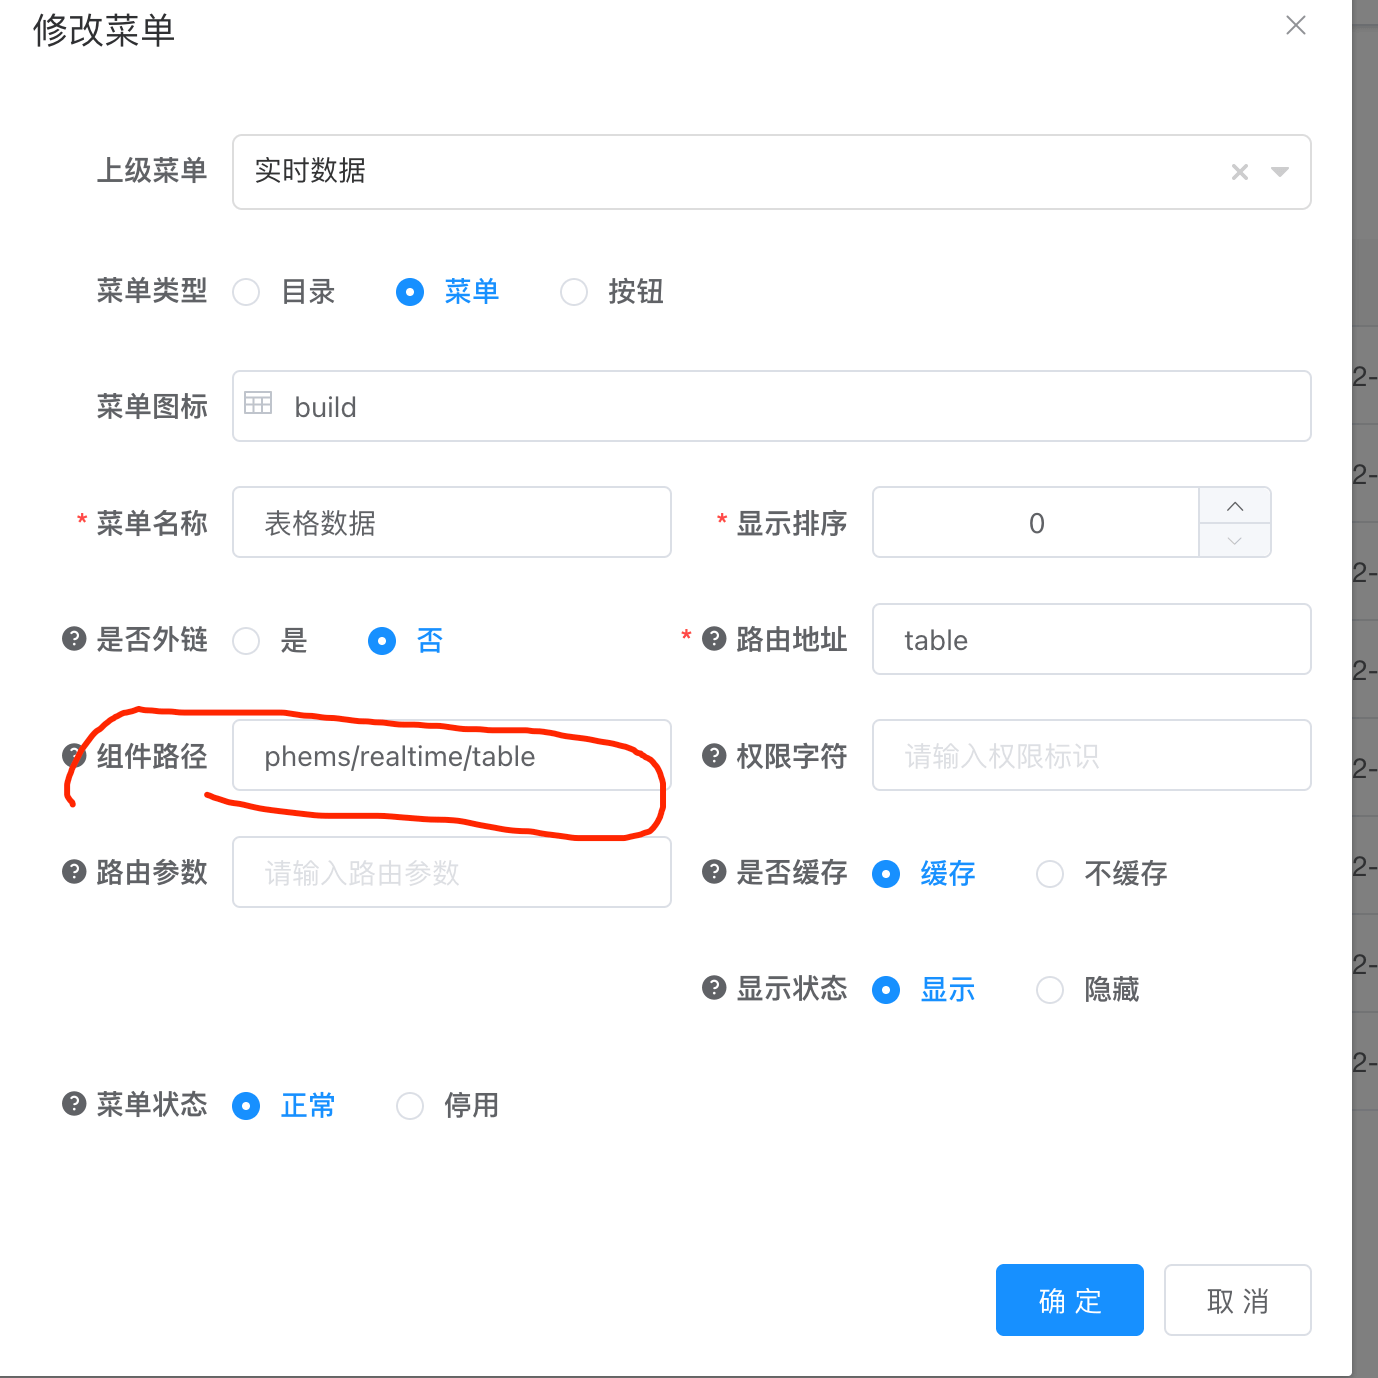 修改菜单
上级菜单 实时数据
菜单类型 目录 菜单 按钮
菜单图标 build
* 菜单名称 表格数据 * 显示排序 0
? 是否外链 是 否 * ? 路由地址 table
? 组件路径 phems/realtime/table ? 权限字符 请输入权限标识
? 路由参数 请输入路由参数 ? 是否缓存 缓存 不缓存
? 显示状态 显示 隐藏
? 菜单状态 正常 停用
确定 取消
2-
2-
2-
2-
2-
2-
2-
2-